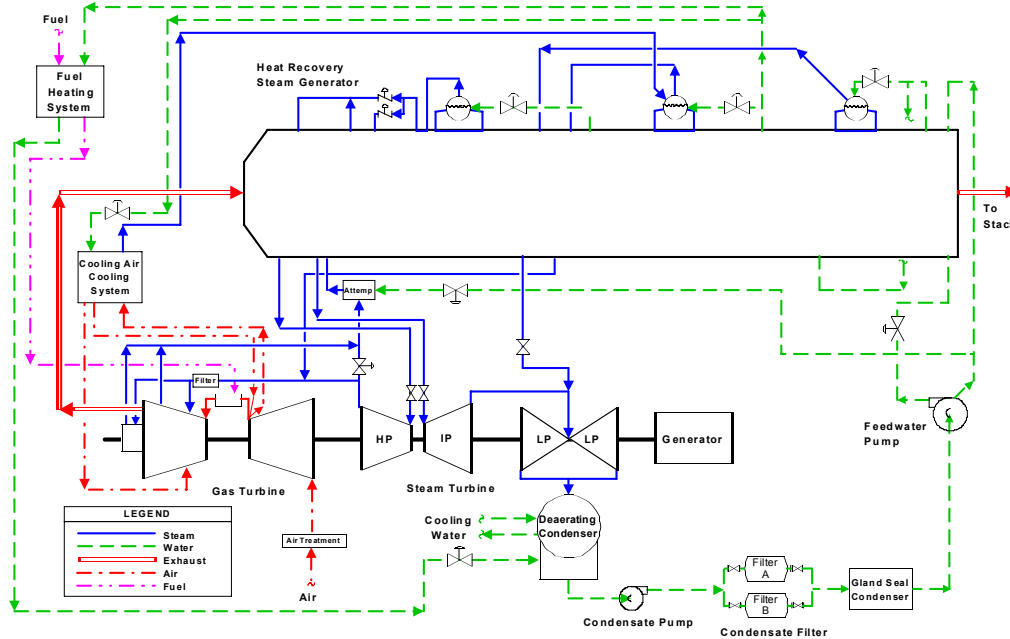 Fuel
Fuel
Heating
System
Heat Recovery
Steam Generator
To
Stack
Cooling Air
Cooling
System
Attemp
Filter
HP
IP
LP
LP
Generator
Feedwater
Pump
Gas Turbine
Steam Turbine
LEGEND
Steam
Water
Exhaust
Air
Fuel
Air Treatment
Air
Cooling
Water
Deaerating
Condenser
Condensate Pump
Filter
A
Filter
B
Condensate Filter
Gland Seal
Condenser